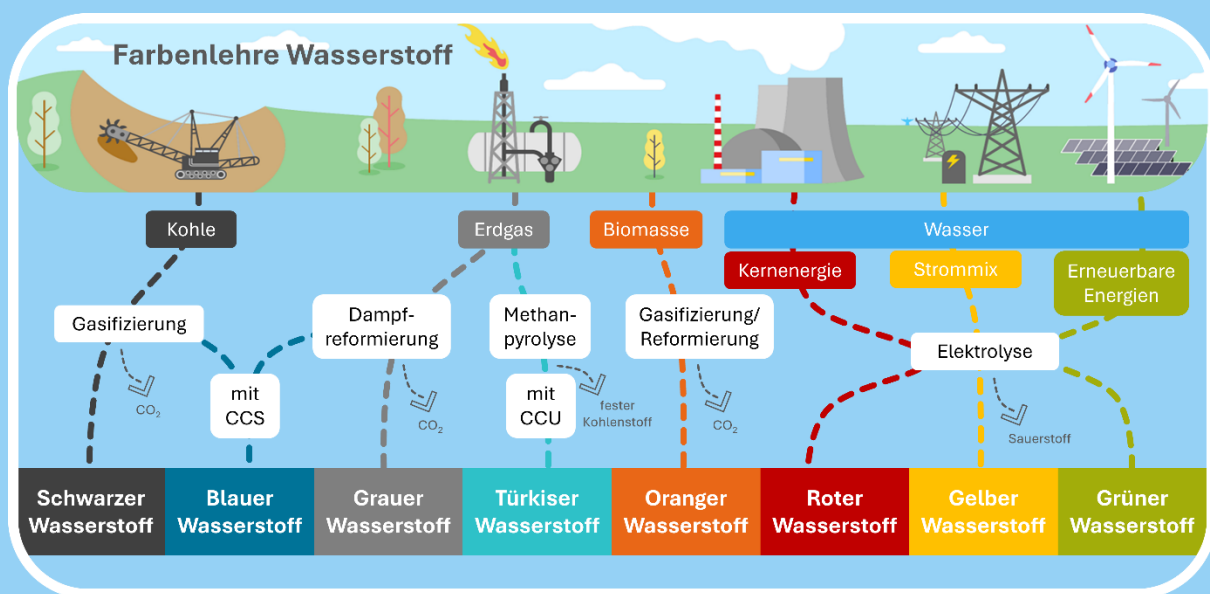 Farbenlehre Wasserstoff
Kohle
Erdgas
Biomasse
Wasser
Kernenergie
Strommix
Erneuerbare
Energien
Gasifizierung
Dampf-
reformierung
Methan-
pyrolyse
Gasifizierung/
Reformierung
Elektrolyse
CO₂
mit
CCS
CO₂
mit
CCU
fester
Kohlenstoff
CO₂
Sauerstoff
Schwarzer
Wasserstoff
Blauer
Wasserstoff
Grauer
Wasserstoff
Türkiser
Wasserstoff
Oranger
Wasserstoff
Roter
Wasserstoff
Gelber
Wasserstoff
Grüner
Wasserstoff